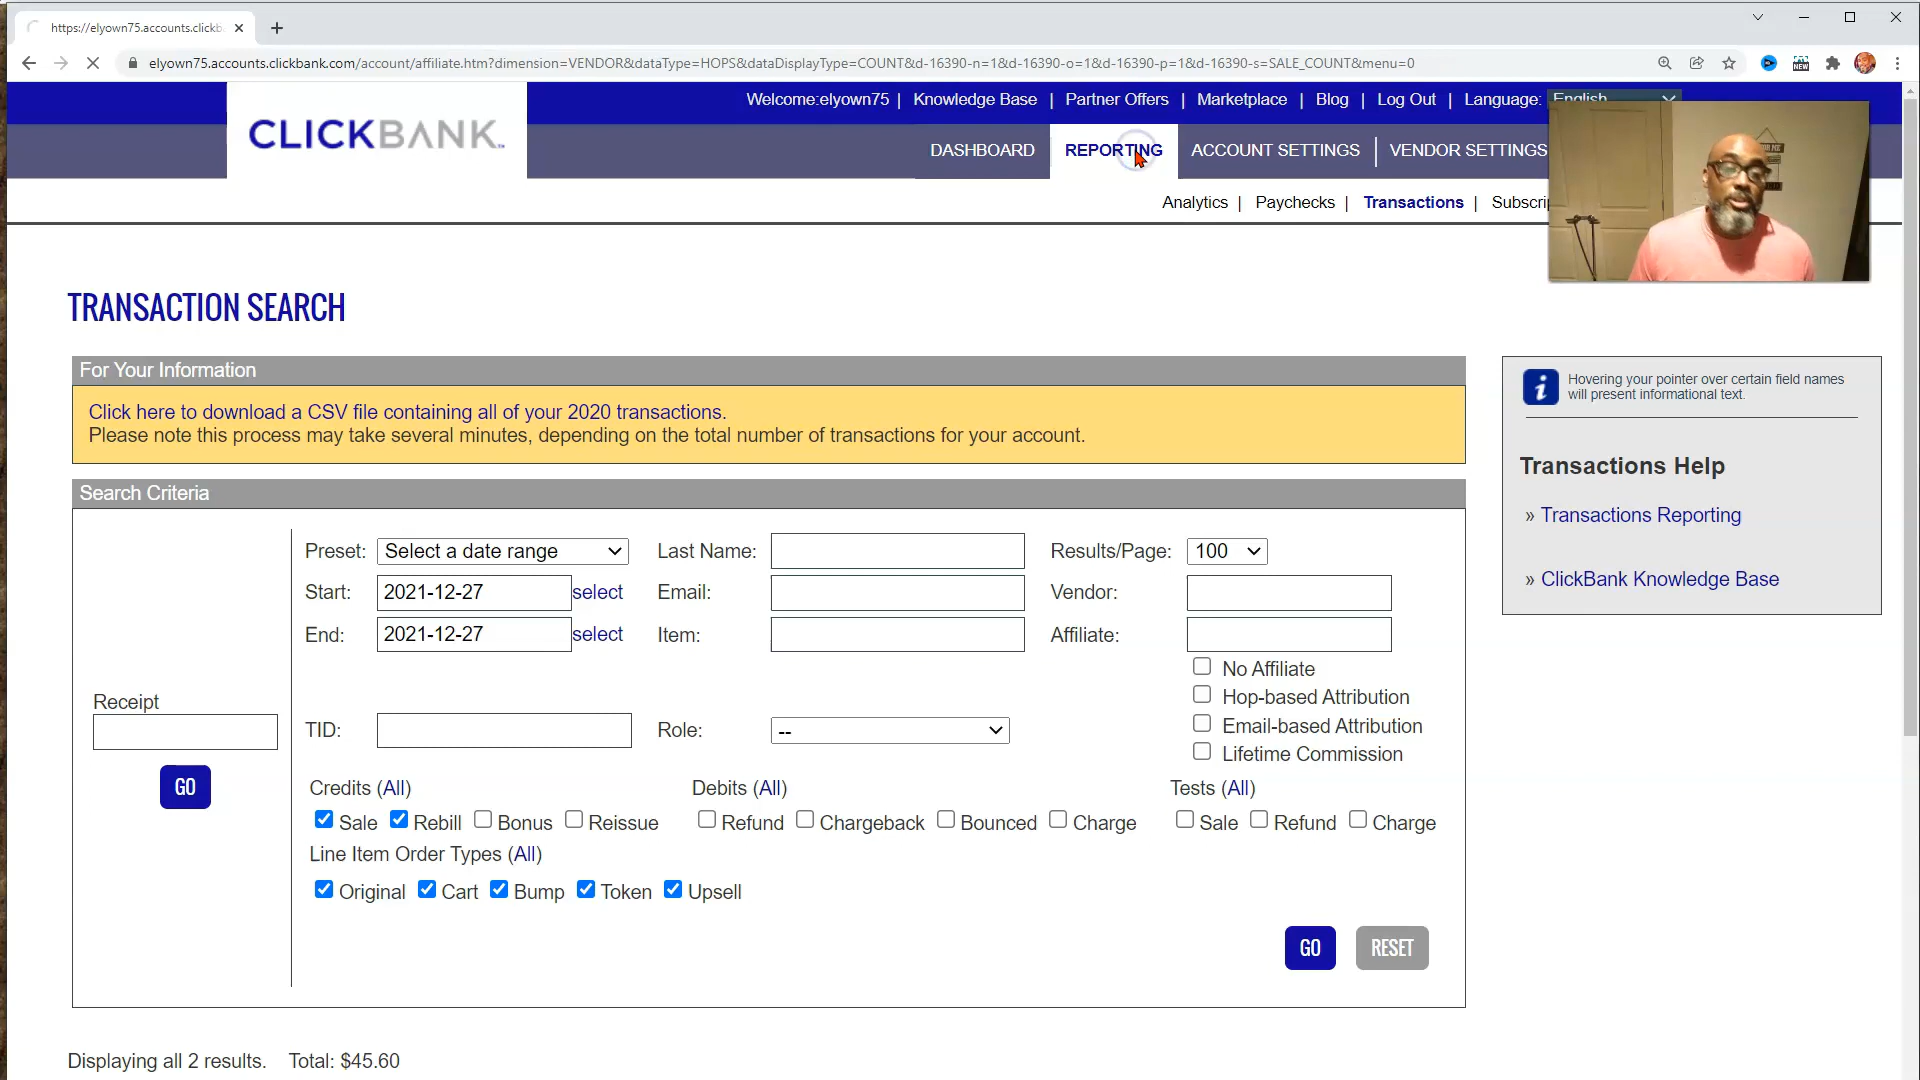 https://elyown75.accounts.clickb
elyown75.accounts.clickbank.com/account/affiliate.htm?dimension=VENDOR&dataType=HOPS&dataDisplayType=COUNT&d-16390-n=1&d-16390-o=1&d-16390-p=1&d-16390-s=SALE_COUNT&menu=0
NEW
Welcome:elyown75 | Knowledge Base | Partner Offers | Marketplace | Blog | Log Out | Language: English
CLICKBANK
DASHBOARD REPORTING ACCOUNT SETTINGS | VENDOR SETTINGS
Analytics | Paychecks | Transactions | Subscrip
TRANSACTION SEARCH
For Your Information
Click here to download a CSV file containing all of your 2020 transactions.
Please note this process may take several minutes, depending on the total number of transactions for your account.
Hovering your pointer over certain field names
will present informational text.
Transactions Help
» Transactions Reporting
» ClickBank Knowledge Base
Search Criteria
Preset: Select a date range Last Name: Results/Page: 100
Start: 2021-12-27 select Email: Vendor:
End: 2021-12-27 select Item: Affiliate:
No Affiliate
Hop-based Attribution
Email-based Attribution
Lifetime Commission
Receipt
TID: Role: --
GO
Credits (All) Debits (All) Tests (All)
Sale Rebill Bonus Reissue Refund Chargeback Bounced Charge Sale Refund Charge
Line Item Order Types (All)
Original Cart Bump Token Upsell
GO RESET
Displaying all 2 results. Total: $45.60